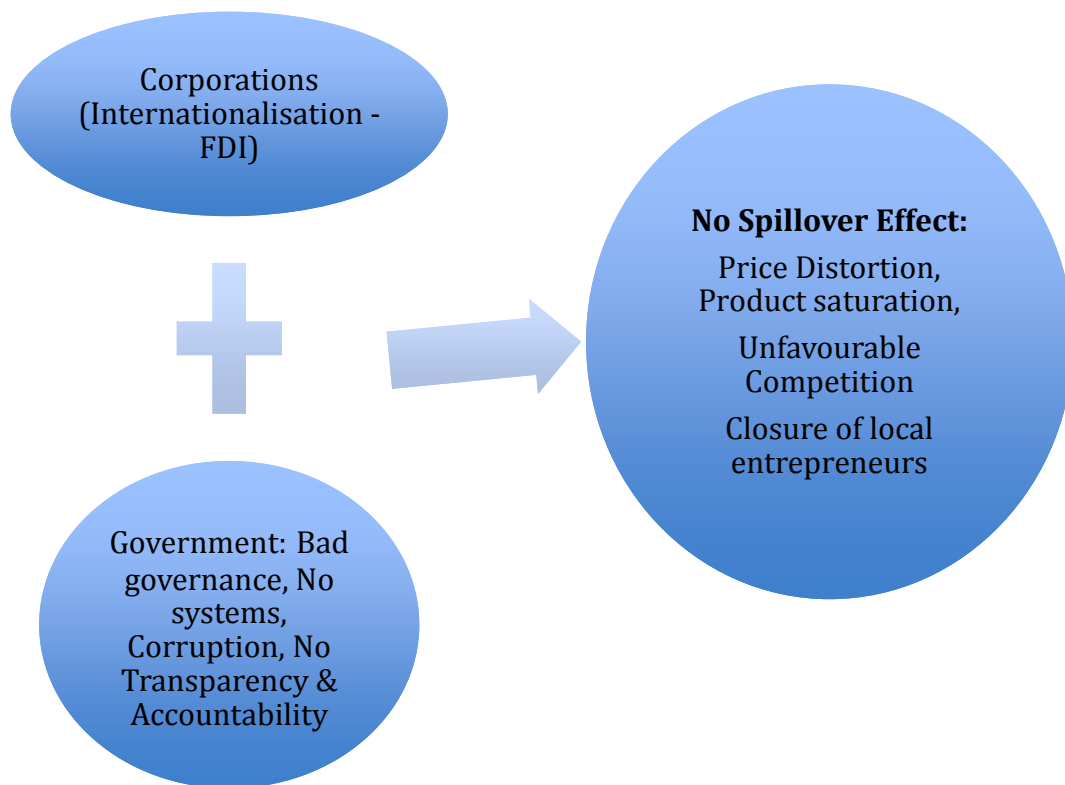 Corporations
(Internationalisation -
FDI)
Government: Bad
governance, No
systems,
Corruption, No
Transparency &
Accountability
No Spillover Effect:
Price Distortion,
Product saturation,
Unfavourable
Competition
Closure of local
entrepreneurs